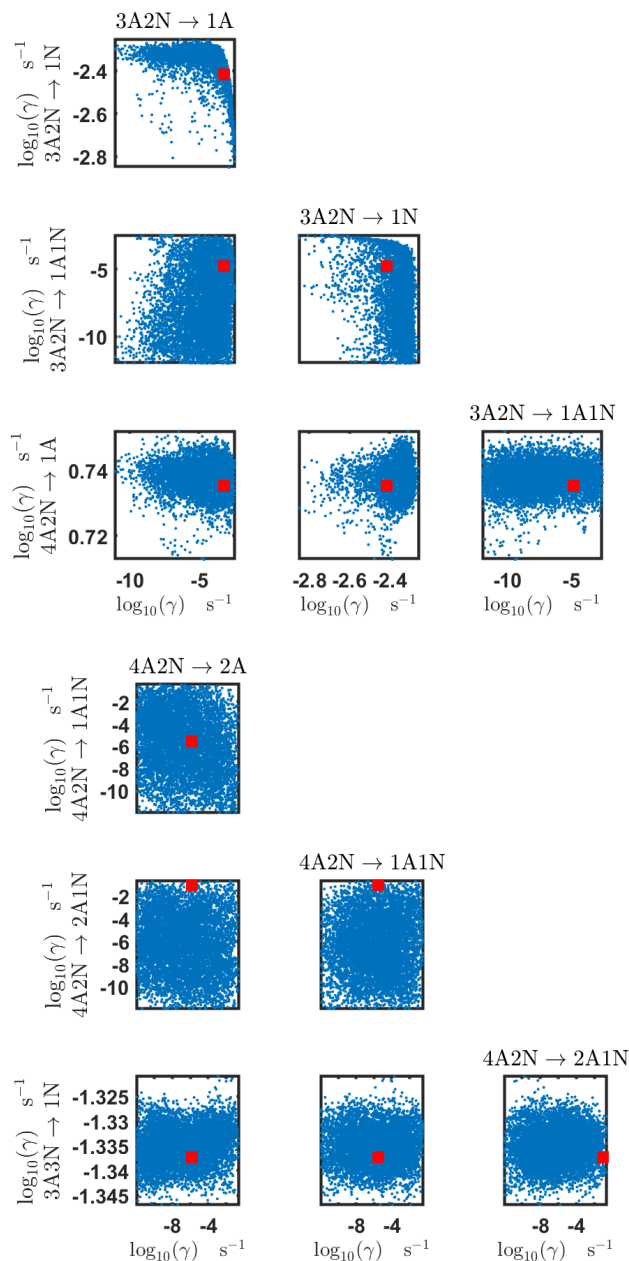 3A2N → 1A
log₁₀(γ) s⁻¹
3A2N → 1N
-2.4
-2.6
-2.8
3A2N → 1N
log₁₀(γ) s⁻¹
3A2N → 1A1N
-5
-10
3A2N → 1A1N
log₁₀(γ) s⁻¹
4A2N → 1A
0.74
0.72
-10 -5 -2.8 -2.6 -2.4 -10 -5
log₁₀(γ) s⁻¹ log₁₀(γ) s⁻¹ log₁₀(γ) s⁻¹
4A2N → 2A
log₁₀(γ) s⁻¹
4A2N → 1A1N
-2
-4
-6
-8
-10
4A2N → 1A1N
log₁₀(γ) s⁻¹
4A2N → 2A1N
-2
-4
-6
-8
-10
4A2N → 2A1N
log₁₀(γ) s⁻¹
3A3N → 1N
-1.325
-1.33
-1.335
-1.34
-1.345
-8 -4 -8 -4 -8 -4
log₁₀(γ) s⁻¹ log₁₀(γ) s⁻¹ log₁₀(γ) s⁻¹